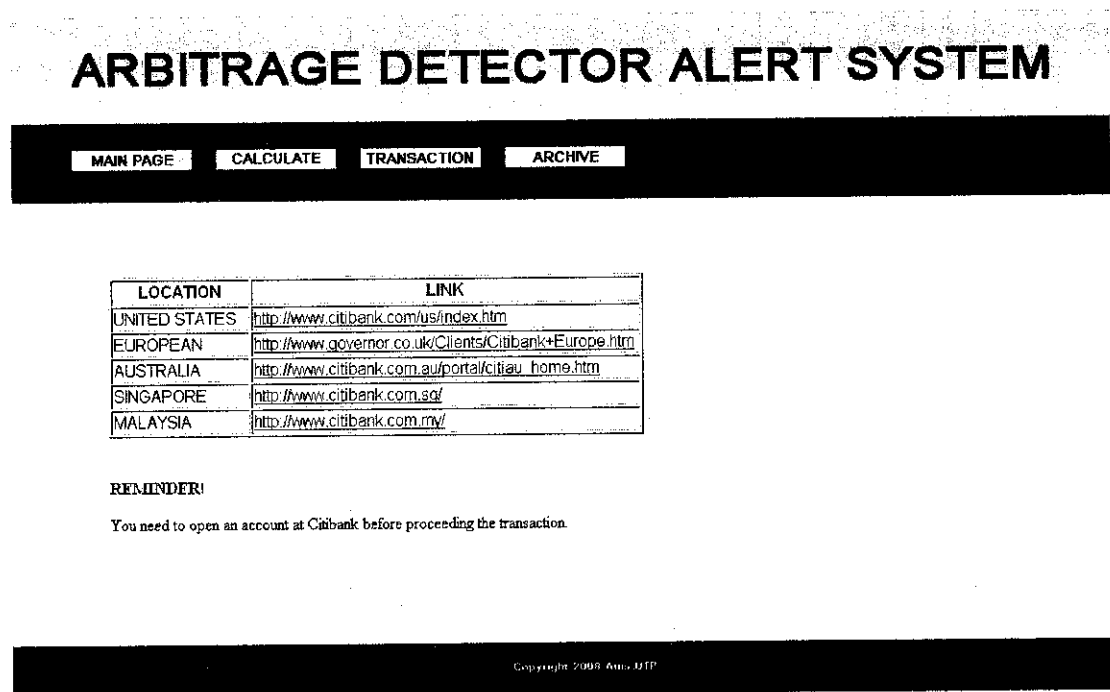 ARBITRAGE DETECTOR ALERT SYSTEM
MAIN PAGE CALCULATE TRANSACTION ARCHIVE
LOCATION LINK
UNITED STATES http://www.citibank.com/us/index.htm
EUROPEAN http://www.governor.co.uk/Clients/Citibank+Europe.htm
AUSTRALIA http://www.citibank.com.au/portal/citiau_home.htm
SINGAPORE http://www.citibank.com.sg/
MALAYSIA http://www.citibank.com.my/
REMINDER!
You need to open an account at Citibank before proceeding the transaction.
Copyright 2008